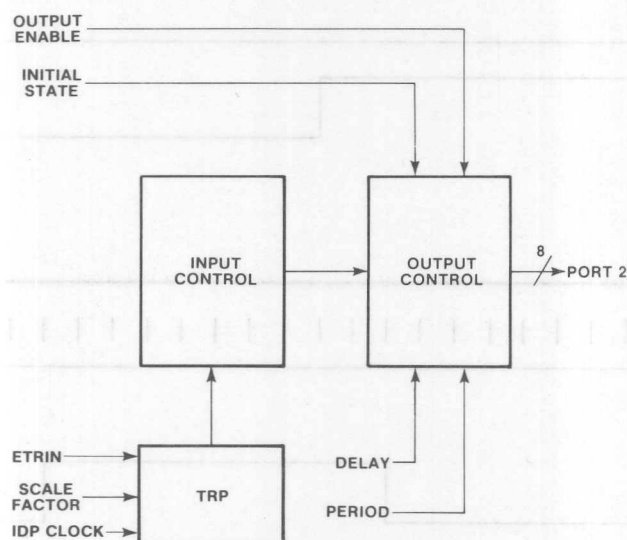 OUTPUT
ENABLE
INITIAL
STATE
INPUT
CONTROL
OUTPUT
CONTROL
8
PORT 2
ETRIN
SCALE
FACTOR
IDP CLOCK
TRP
DELAY
PERIOD